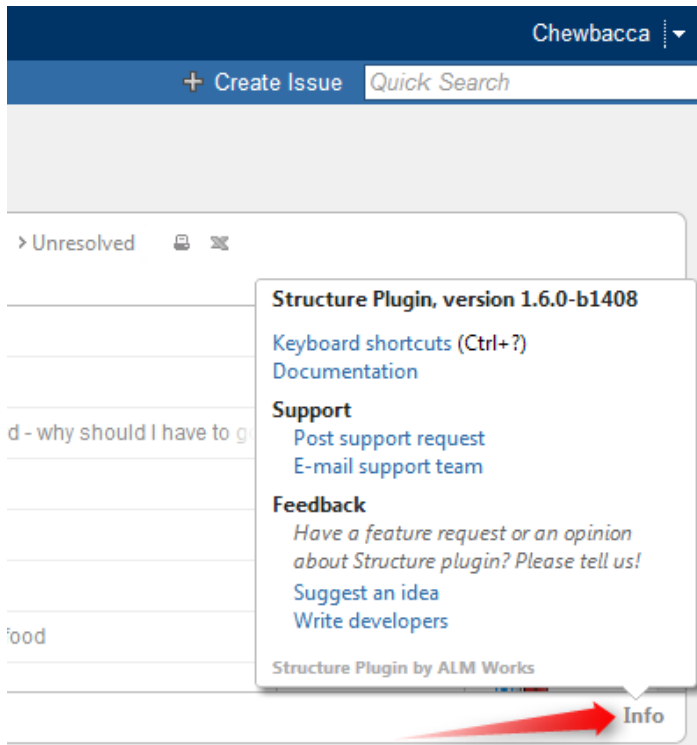 Chewbacca
+ Create Issue Quick Search
> Unresolved
Structure Plugin, version 1.6.0-b1408
Keyboard shortcuts (Ctrl+?)
Documentation
d - why should I have to go
Support
Post support request
E-mail support team
Feedback
Have a feature request or an opinion
about Structure plugin? Please tell us!
Suggest an idea
Write developers
food
Structure Plugin by ALM Works
Info